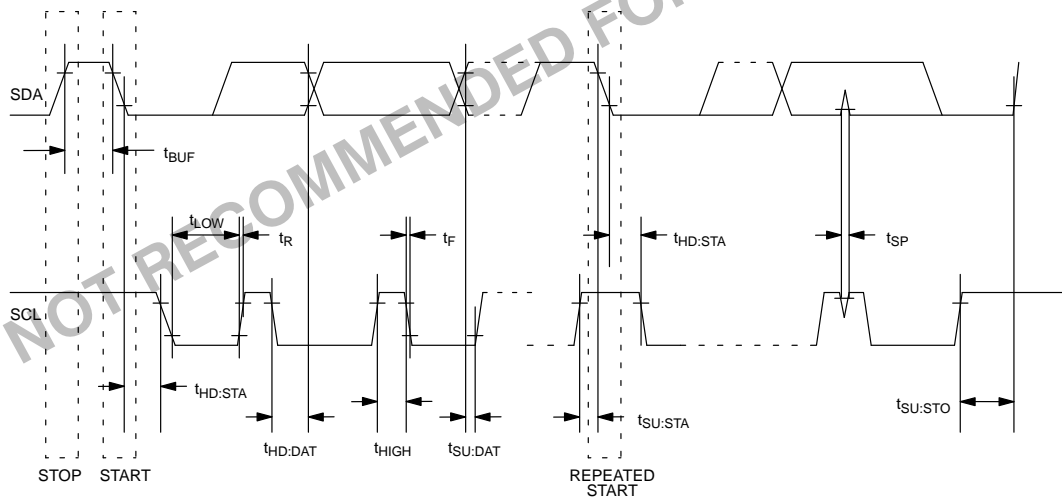 NOT RECOMMENDED FOR
SDA
tBUF
tLOW
tR
tF
tHD:STA
tSP
SCL
tHD:STA
tHD:DAT
tHIGH
tSU:DAT
tSU:STA
tSU:STO
STOP
START
REPEATED
START